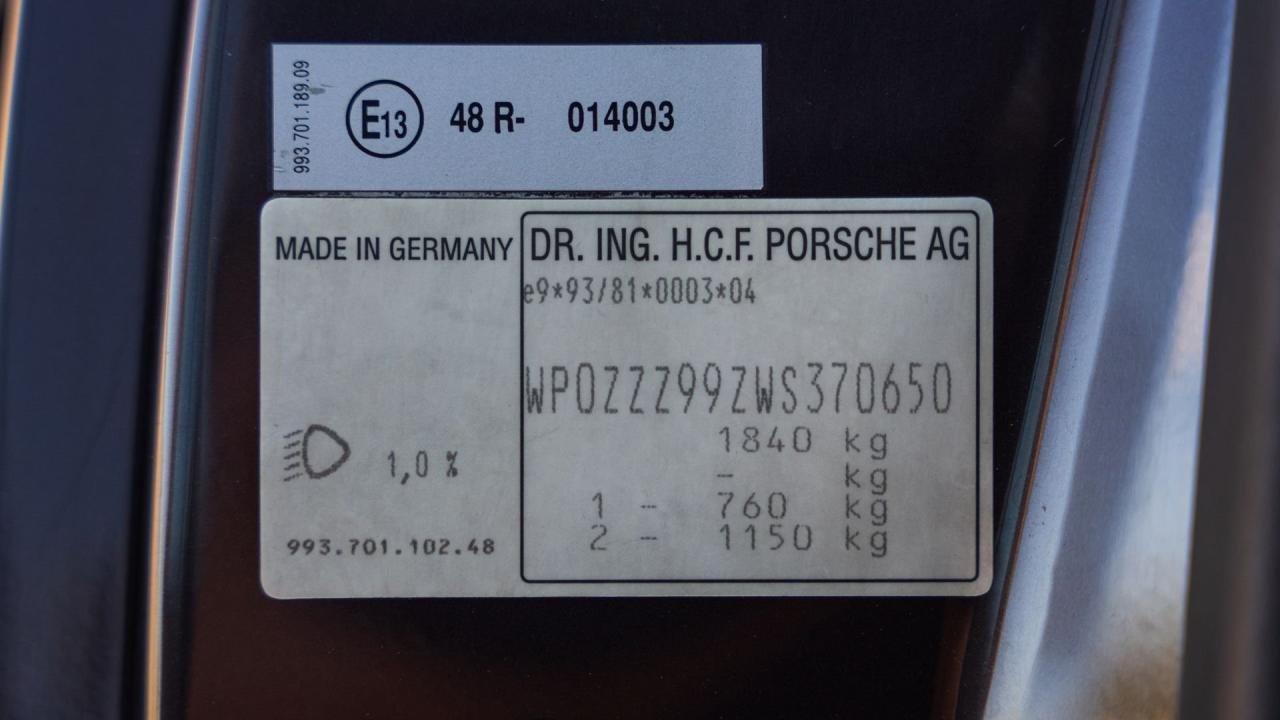 993.701.189.09
E13 48 R- 014003
MADE IN GERMANY
DR. ING. H.C.F. PORSCHE AG
e9*93/81*0003*04
WP0ZZZ99ZWS370650
1840 kg
- kg
1 - 760 kg
2 - 1150 kg
1,0 %
993.701.102.48